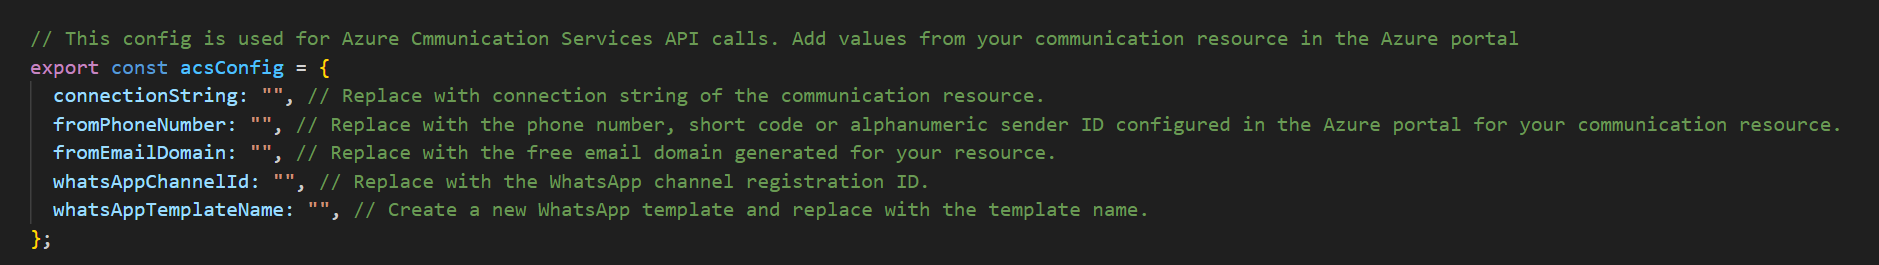 // This config is used for Azure Cmmunication Services API calls. Add values from your communication resource in the Azure portal
export const acsConfig = {
  connectionString: "", // Replace with connection string of the communication resource.
  fromPhoneNumber: "", // Replace with the phone number, short code or alphanumeric sender ID configured in the Azure portal for your communication resource.
  fromEmailDomain: "", // Replace with the free email domain generated for your resource.
  whatsAppChannelId: "", // Replace with the WhatsApp channel registration ID.
  whatsAppTemplateName: "", // Create a new WhatsApp template and replace with the template name.
};